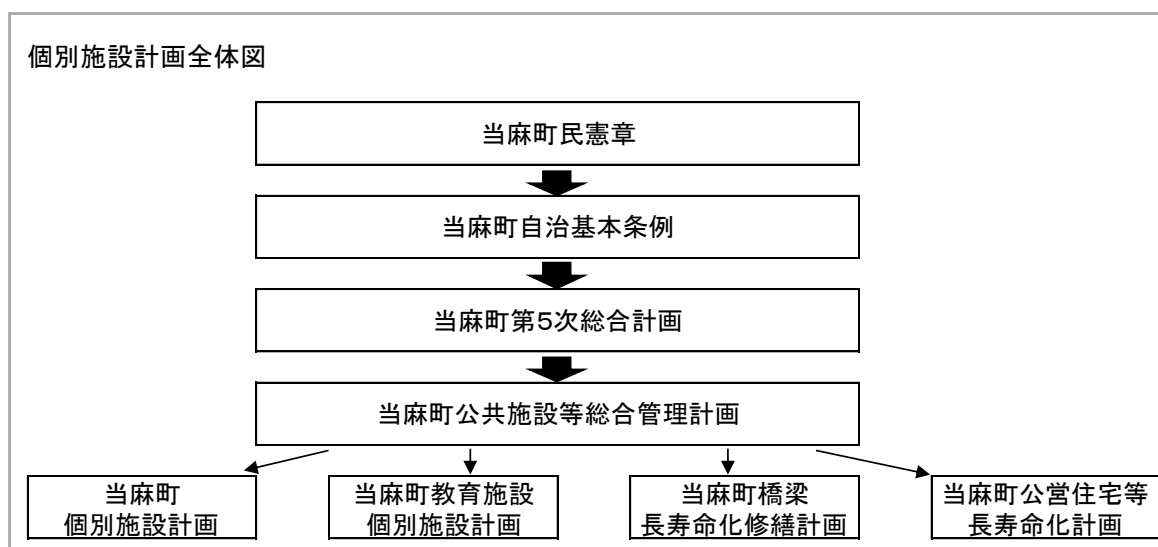 個別施設計画全体図
当麻町民憲章
当麻町自治基本条例
当麻町第5次総合計画
当麻町公共施設等総合管理計画
当麻町
個別施設計画
当麻町教育施設
個別施設計画
当麻町橋梁
長寿命化修繕計画
当麻町公営住宅等
長寿命化計画